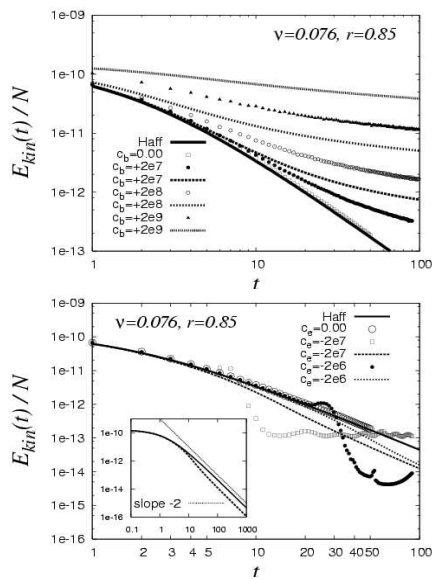 1e-09
ν=0.076, r=0.85
1e-10
1e-11
1e-12
1e-13
E_kin(t) / N
Haff
c_b=0.00
c_b=+2e7
c_b=+2e7
c_b=+2e8
c_b=+2e8
c_b=+2e9
c_b=+2e9
1
10
100
t
1e-09
ν=0.076, r=0.85
1e-10
1e-11
1e-12
1e-13
1e-14
1e-15
1e-16
E_kin(t) / N
Haff
c_e=0.00
c_e=-2e7
c_e=-2e7
c_e=-2e6
c_e=-2e6
1e-10
1e-12
1e-14
1e-16
slope -2
0.1 1 10 100 1000
1 2 3 4 5 10 20 30 40 50 100
t